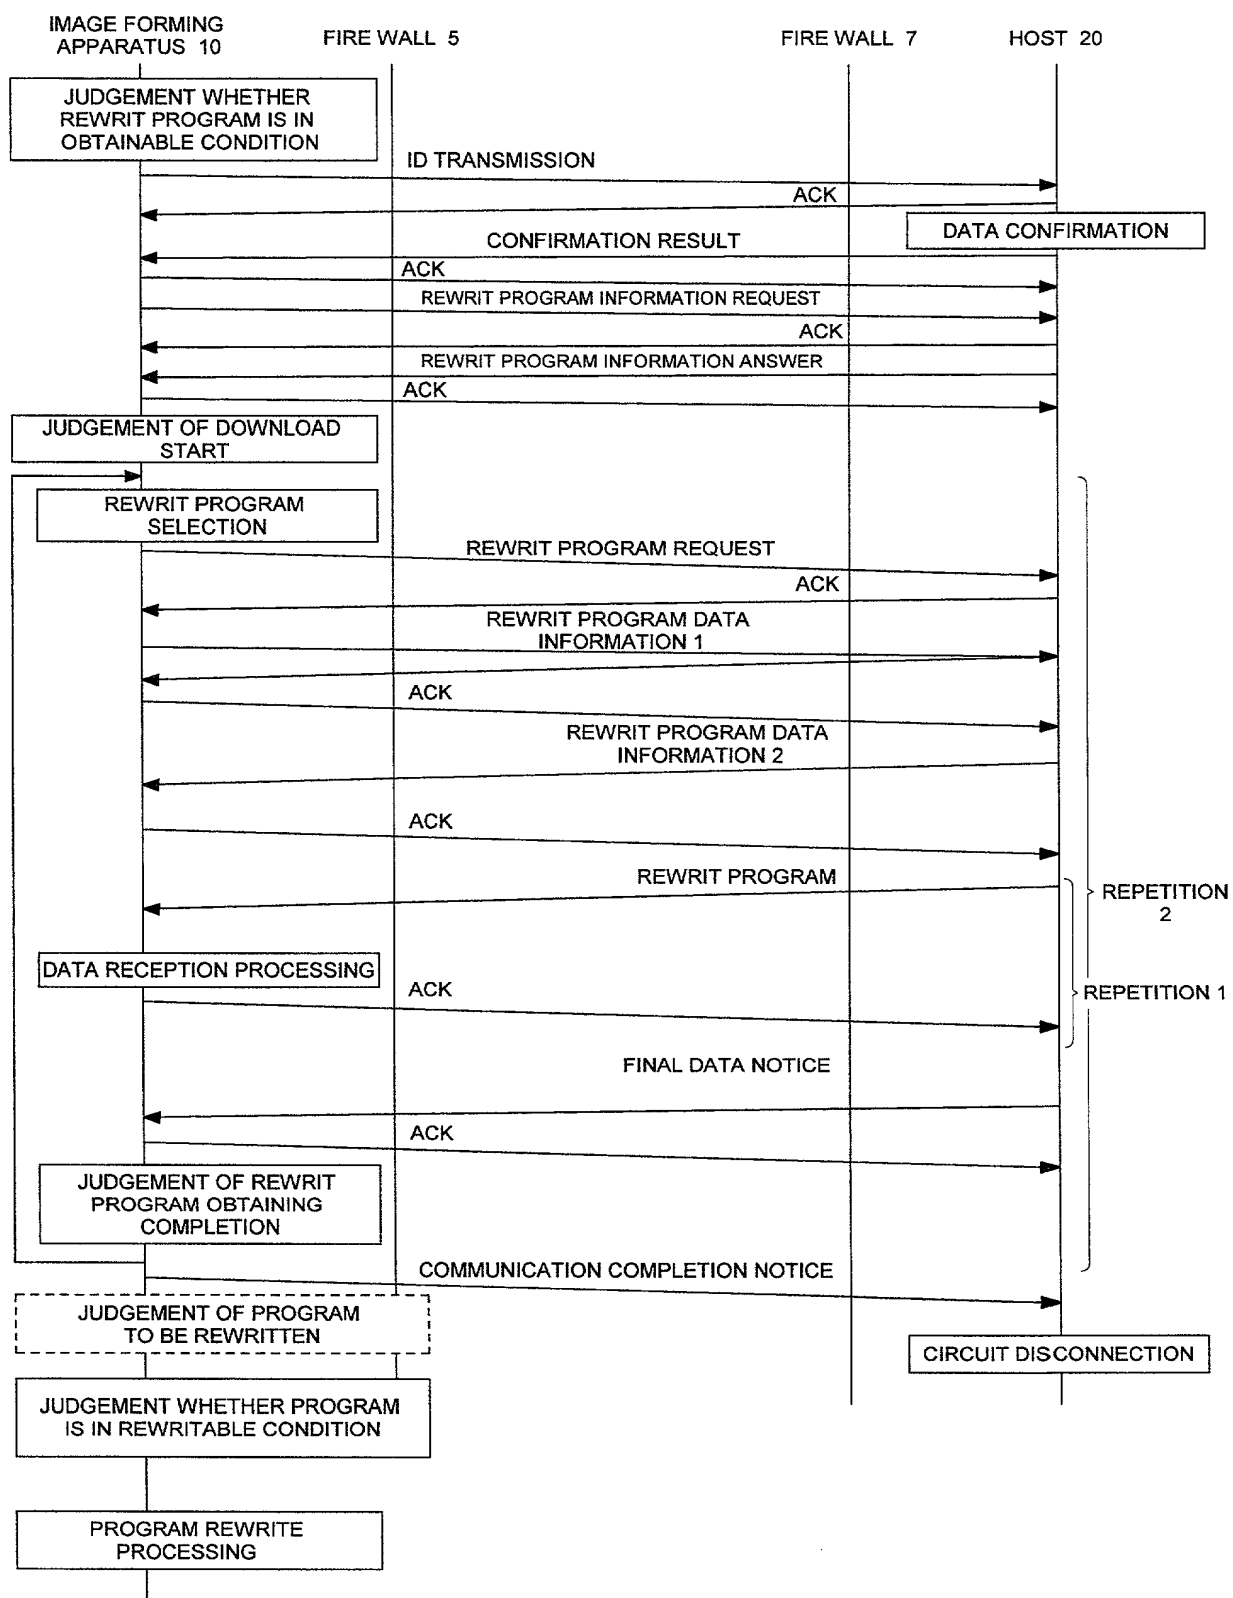 IMAGE FORMING
APPARATUS 10
FIRE WALL 5
FIRE WALL 7
HOST 20
JUDGEMENT WHETHER
REWRIT PROGRAM IS IN
OBTAINABLE CONDITION
ID TRANSMISSION
ACK
DATA CONFIRMATION
CONFIRMATION RESULT
ACK
REWRIT PROGRAM INFORMATION REQUEST
ACK
REWRIT PROGRAM INFORMATION ANSWER
ACK
JUDGEMENT OF DOWNLOAD
START
REWRIT PROGRAM
SELECTION
REWRIT PROGRAM REQUEST
ACK
REWRIT PROGRAM DATA
INFORMATION 1
ACK
REWRIT PROGRAM DATA
INFORMATION 2
ACK
REWRIT PROGRAM
REPETITION
2
DATA RECEPTION PROCESSING
ACK
REPETITION 1
FINAL DATA NOTICE
ACK
JUDGEMENT OF REWRIT
PROGRAM OBTAINING
COMPLETION
COMMUNICATION COMPLETION NOTICE
JUDGEMENT OF PROGRAM
TO BE REWRITTEN
CIRCUIT DISCONNECTION
JUDGEMENT WHETHER PROGRAM
IS IN REWRITABLE CONDITION
PROGRAM REWRITE
PROCESSING